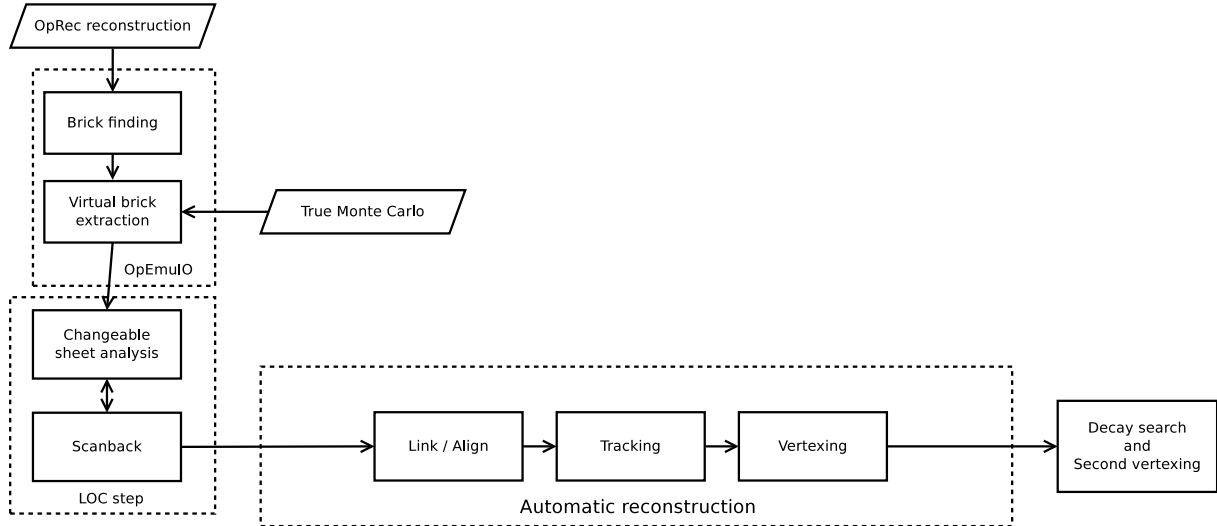 OpRec reconstruction
Brick finding
Virtual brick
extraction
True Monte Carlo
OpEmuIO
Changeable
sheet analysis
Scanback
LOC step
Link / Align
Tracking
Vertexing
Automatic reconstruction
Decay search
and
Second vertexing